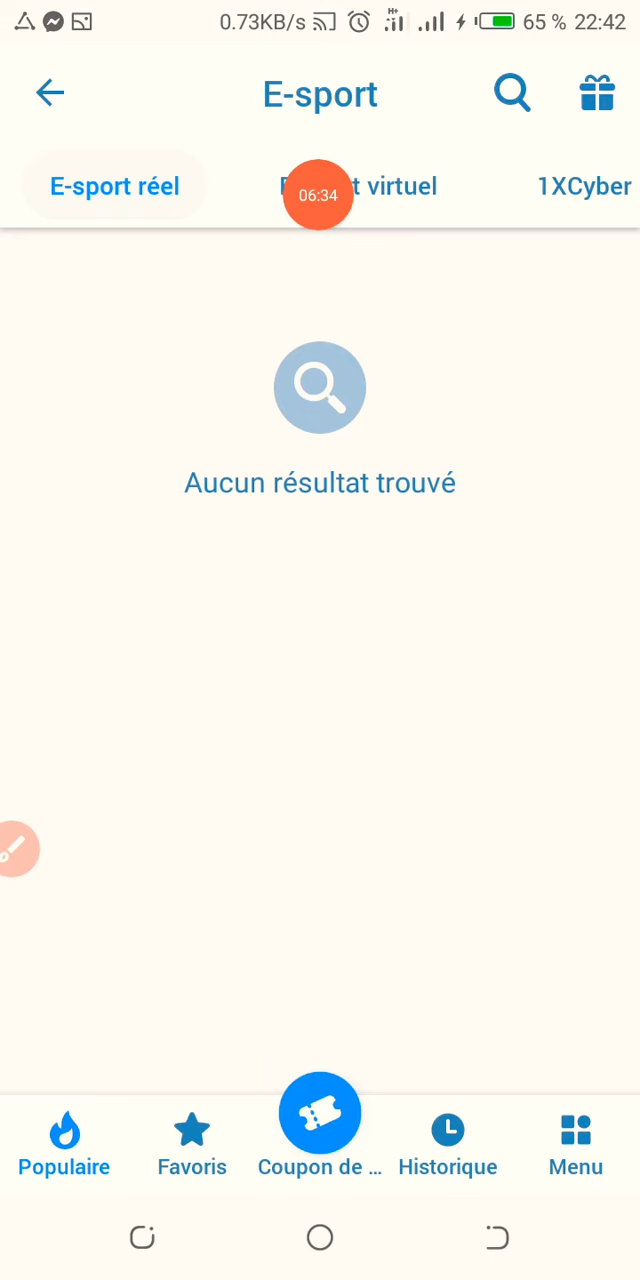 0.73KB/s H+ 65 % 22:42
E-sport
E-sport réel t virtuel 1XCyber
06:34
Aucun résultat trouvé
Populaire Favoris Coupon de ... Historique Menu